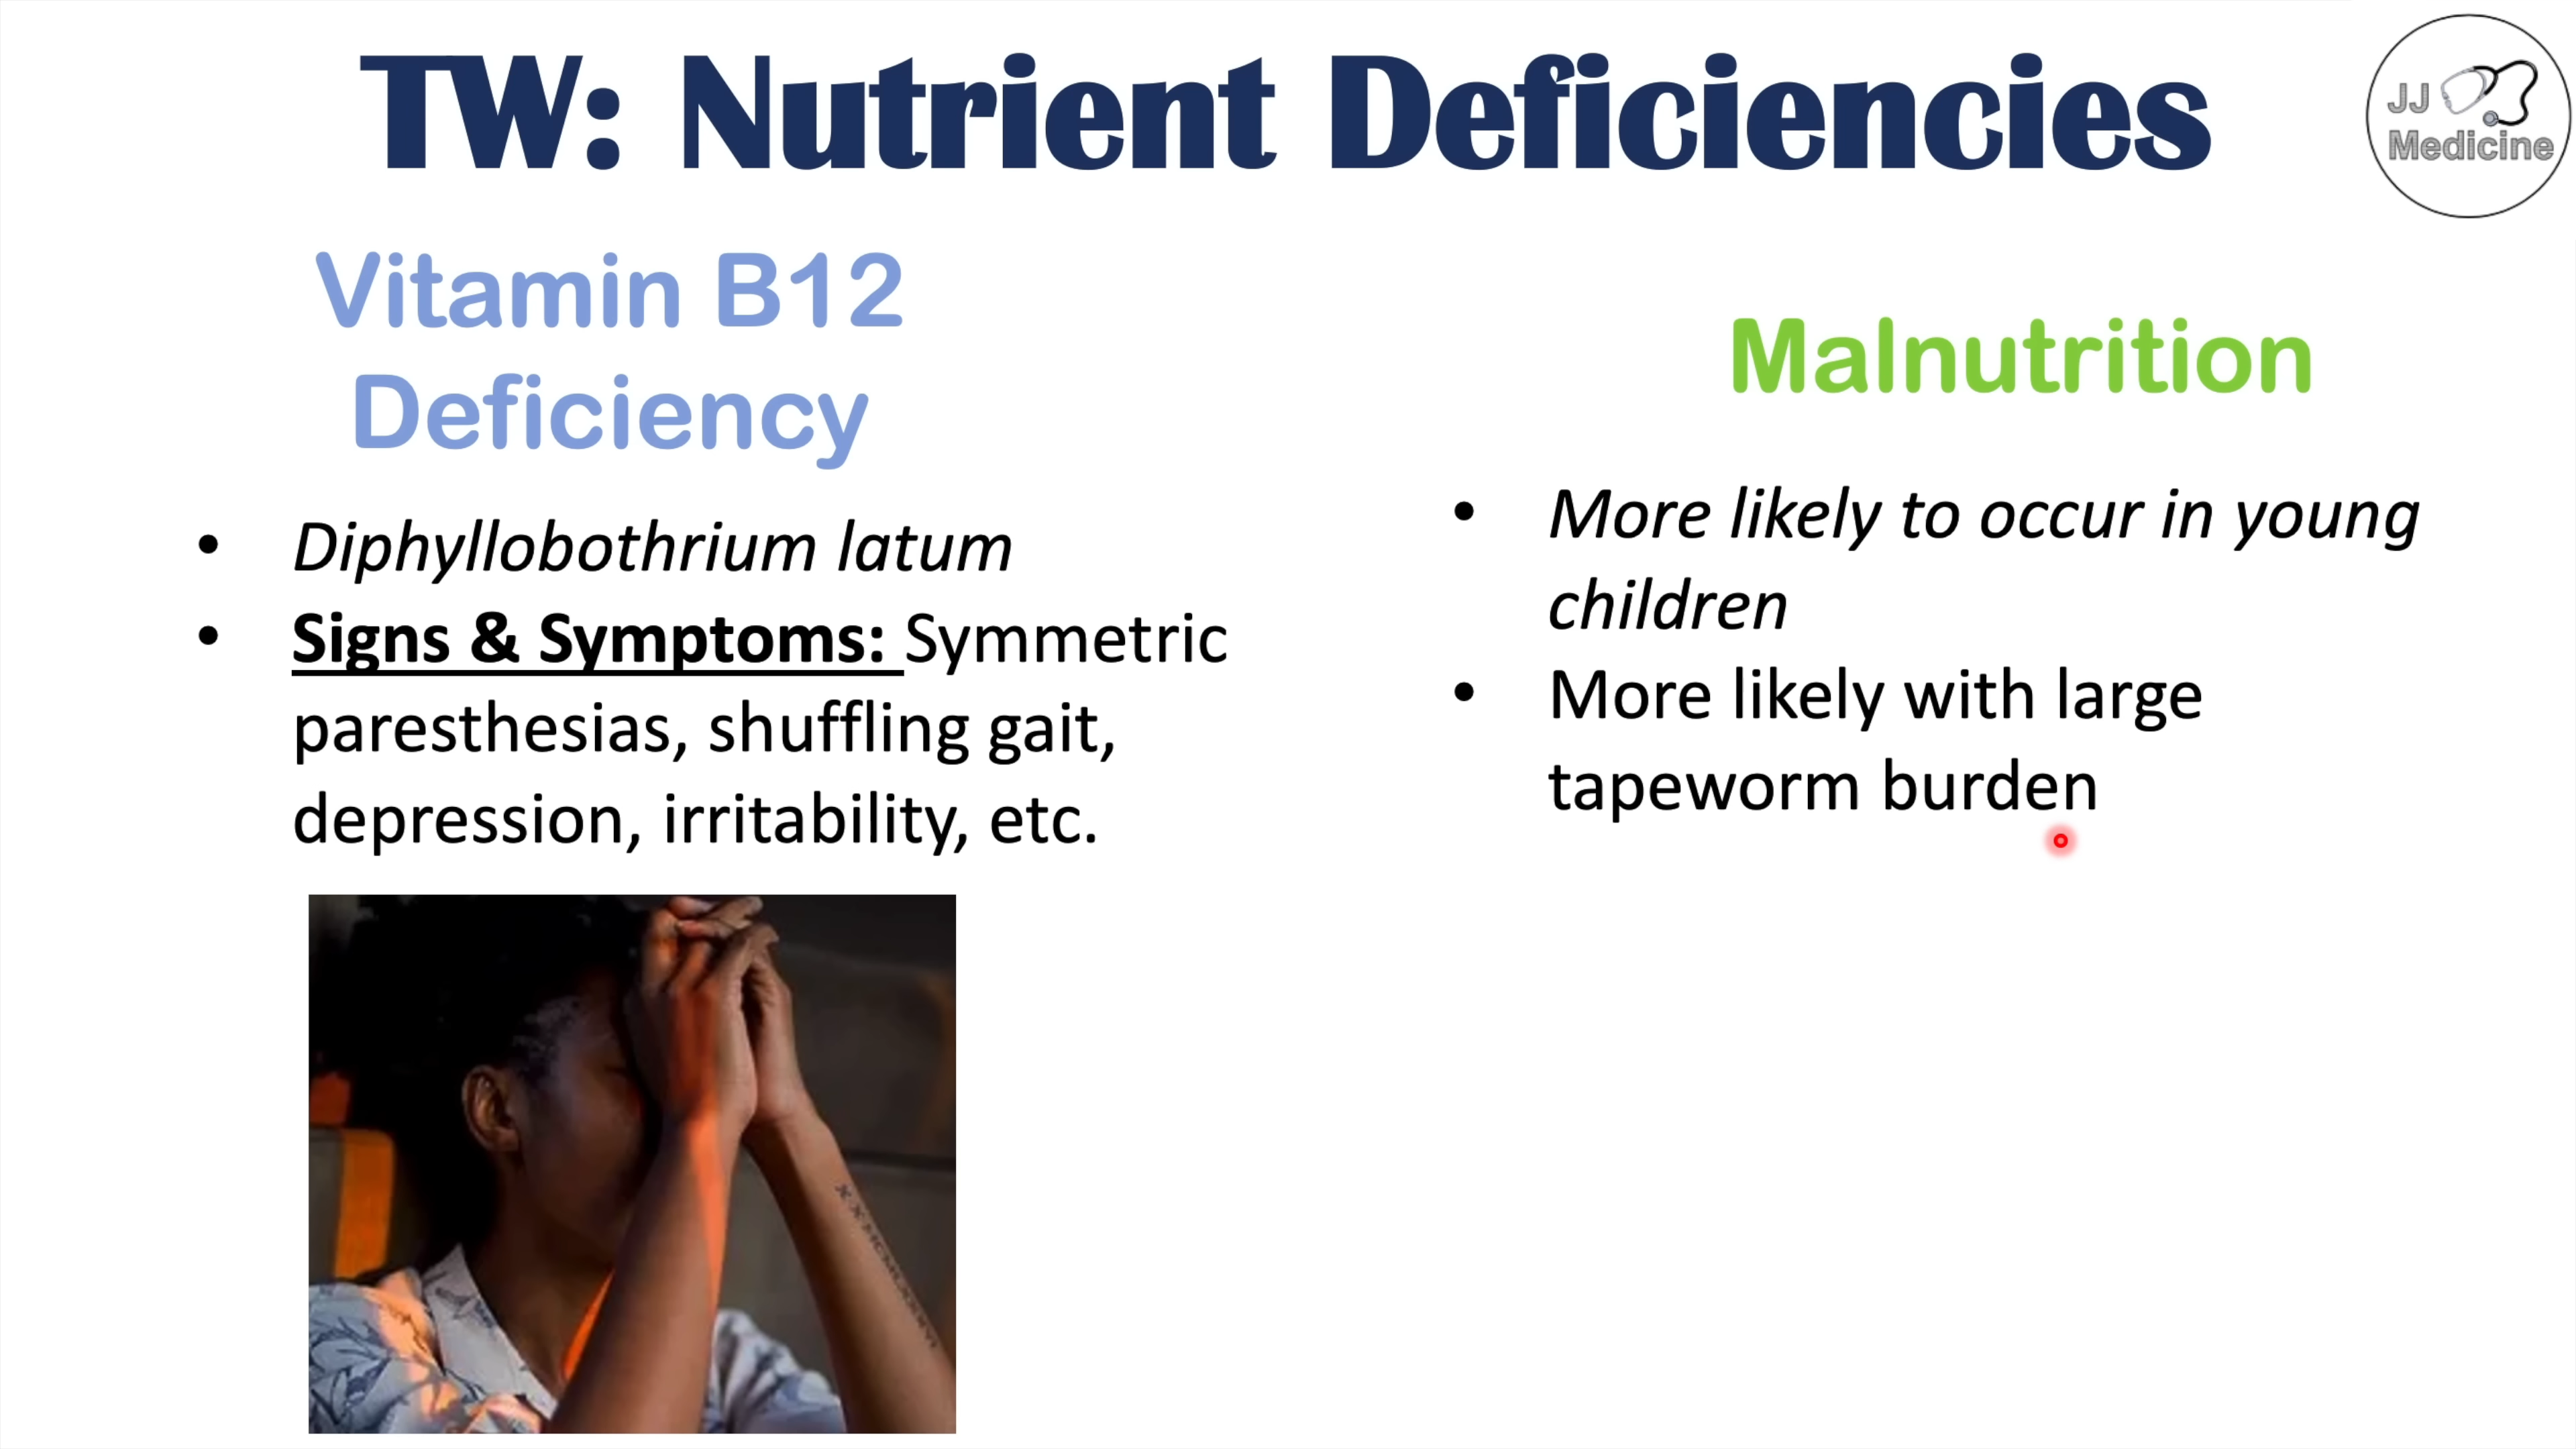 TW: Nutrient Deficiencies
JJ
Medicine
Vitamin B12
Deficiency
• Diphyllobothrium latum
• Signs & Symptoms: Symmetric
paresthesias, shuffling gait,
depression, irritability, etc.
Malnutrition
• More likely to occur in young
children
• More likely with large
tapeworm burden